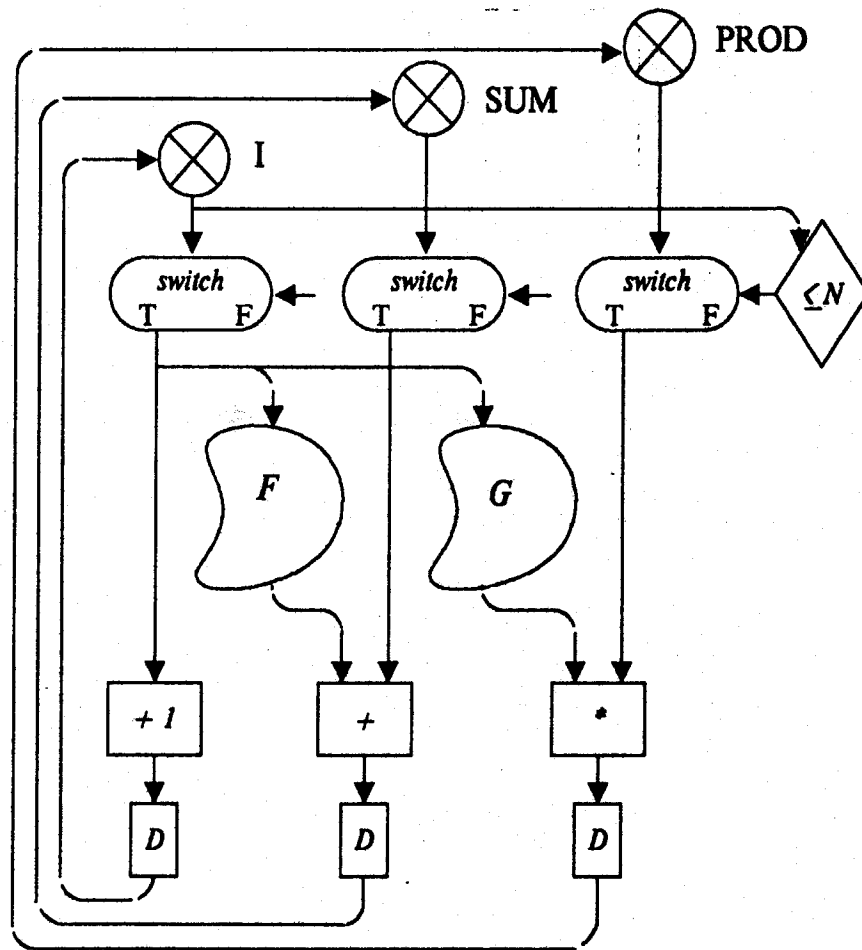 PROD
SUM
I
switch
T F
switch
T F
switch
T F
≤N
F
G
+ 1
+
*
D
D
D